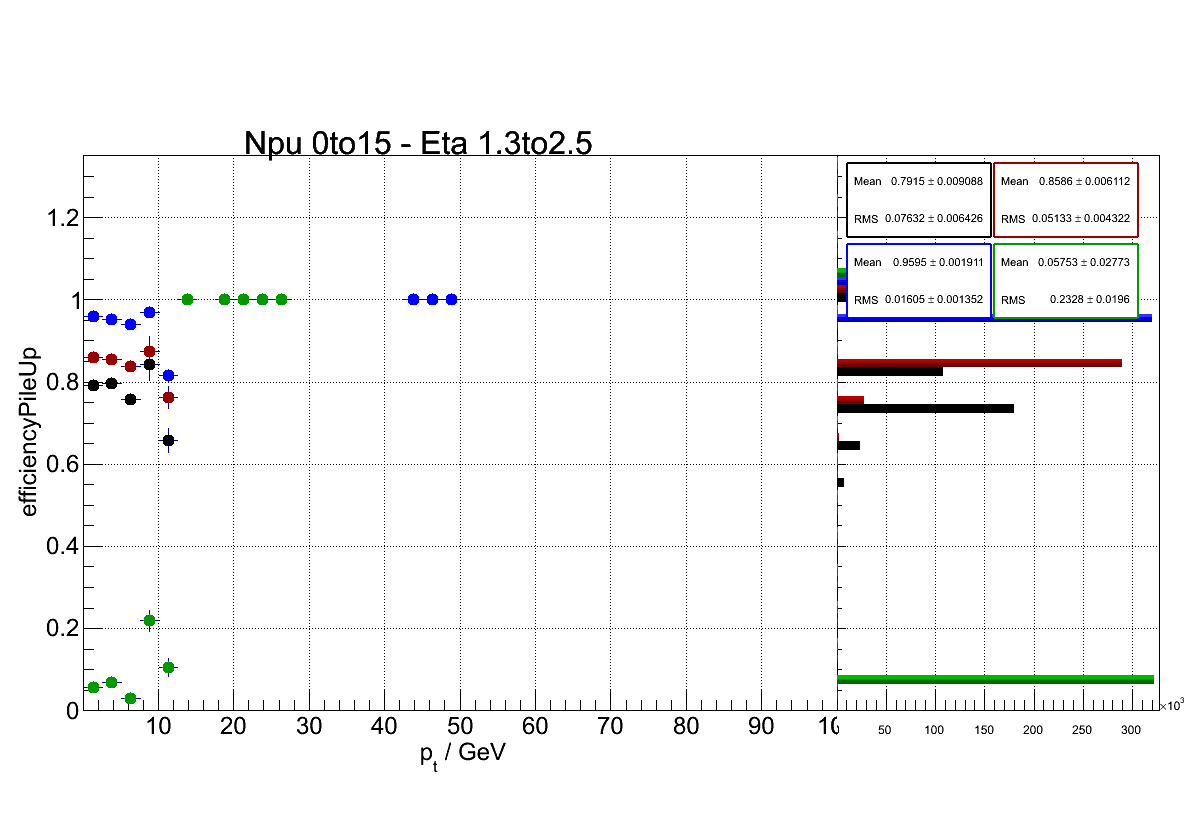 Npu 0to15 - Eta 1.3to2.5
efficiencyPileUp
1.2
1
0.8
0.6
0.4
0.2
0
10 20 30 40 50 60 70 80 90
p_t / GeV
Mean 0.7915 ± 0.009088
RMS 0.07632 ± 0.006426
Mean 0.8586 ± 0.006112
RMS 0.05133 ± 0.004322
Mean 0.9595 ± 0.001911
RMS 0.01605 ± 0.001352
Mean 0.05753 ± 0.02773
RMS 0.2328 ± 0.0196
50 100 150 200 250 300
×10³